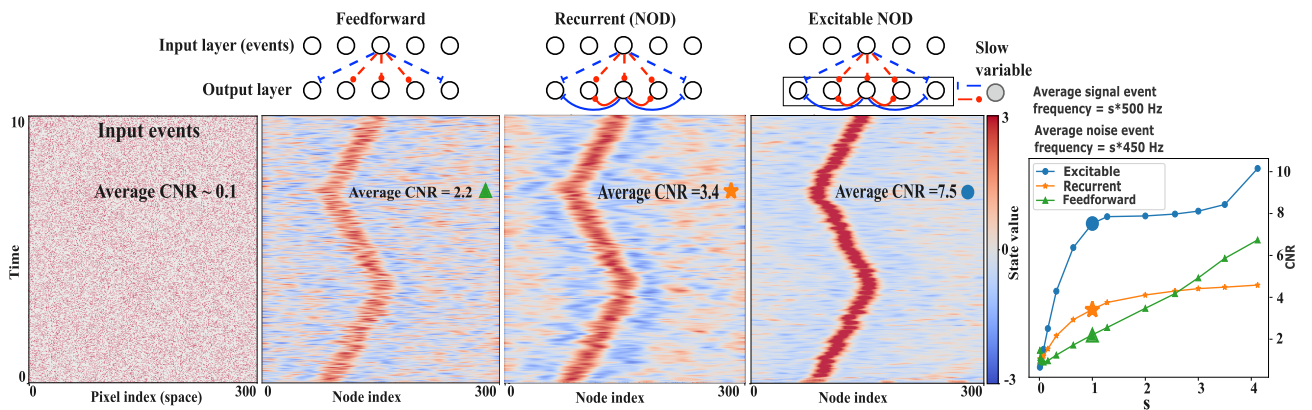 Feedforward
Recurrent (NOD)
Excitable NOD
Input layer (events)
Output layer
Slow
variable
Average signal event
frequency = s*500 Hz
Average noise event
frequency = s*450 Hz
Input events
Average CNR ~ 0.1
Average CNR = 2.2
Average CNR =3.4
Average CNR =7.5
10
Time
0
0
Pixel index (space)
300
0
Node index
300
0
Node index
300
0
Node index
300
3
0
-3
State value
Excitable
Recurrent
Feedforward
10
8
6
4
2
CNR
0
1
2
3
4
s